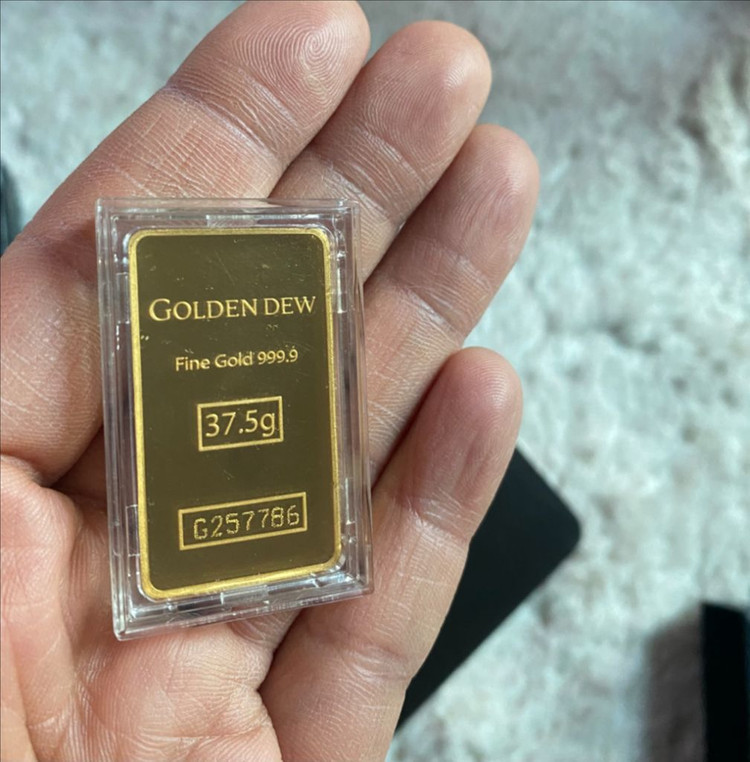 GOLDEN DEW
Fine Gold 999.9
37.5g
G257786